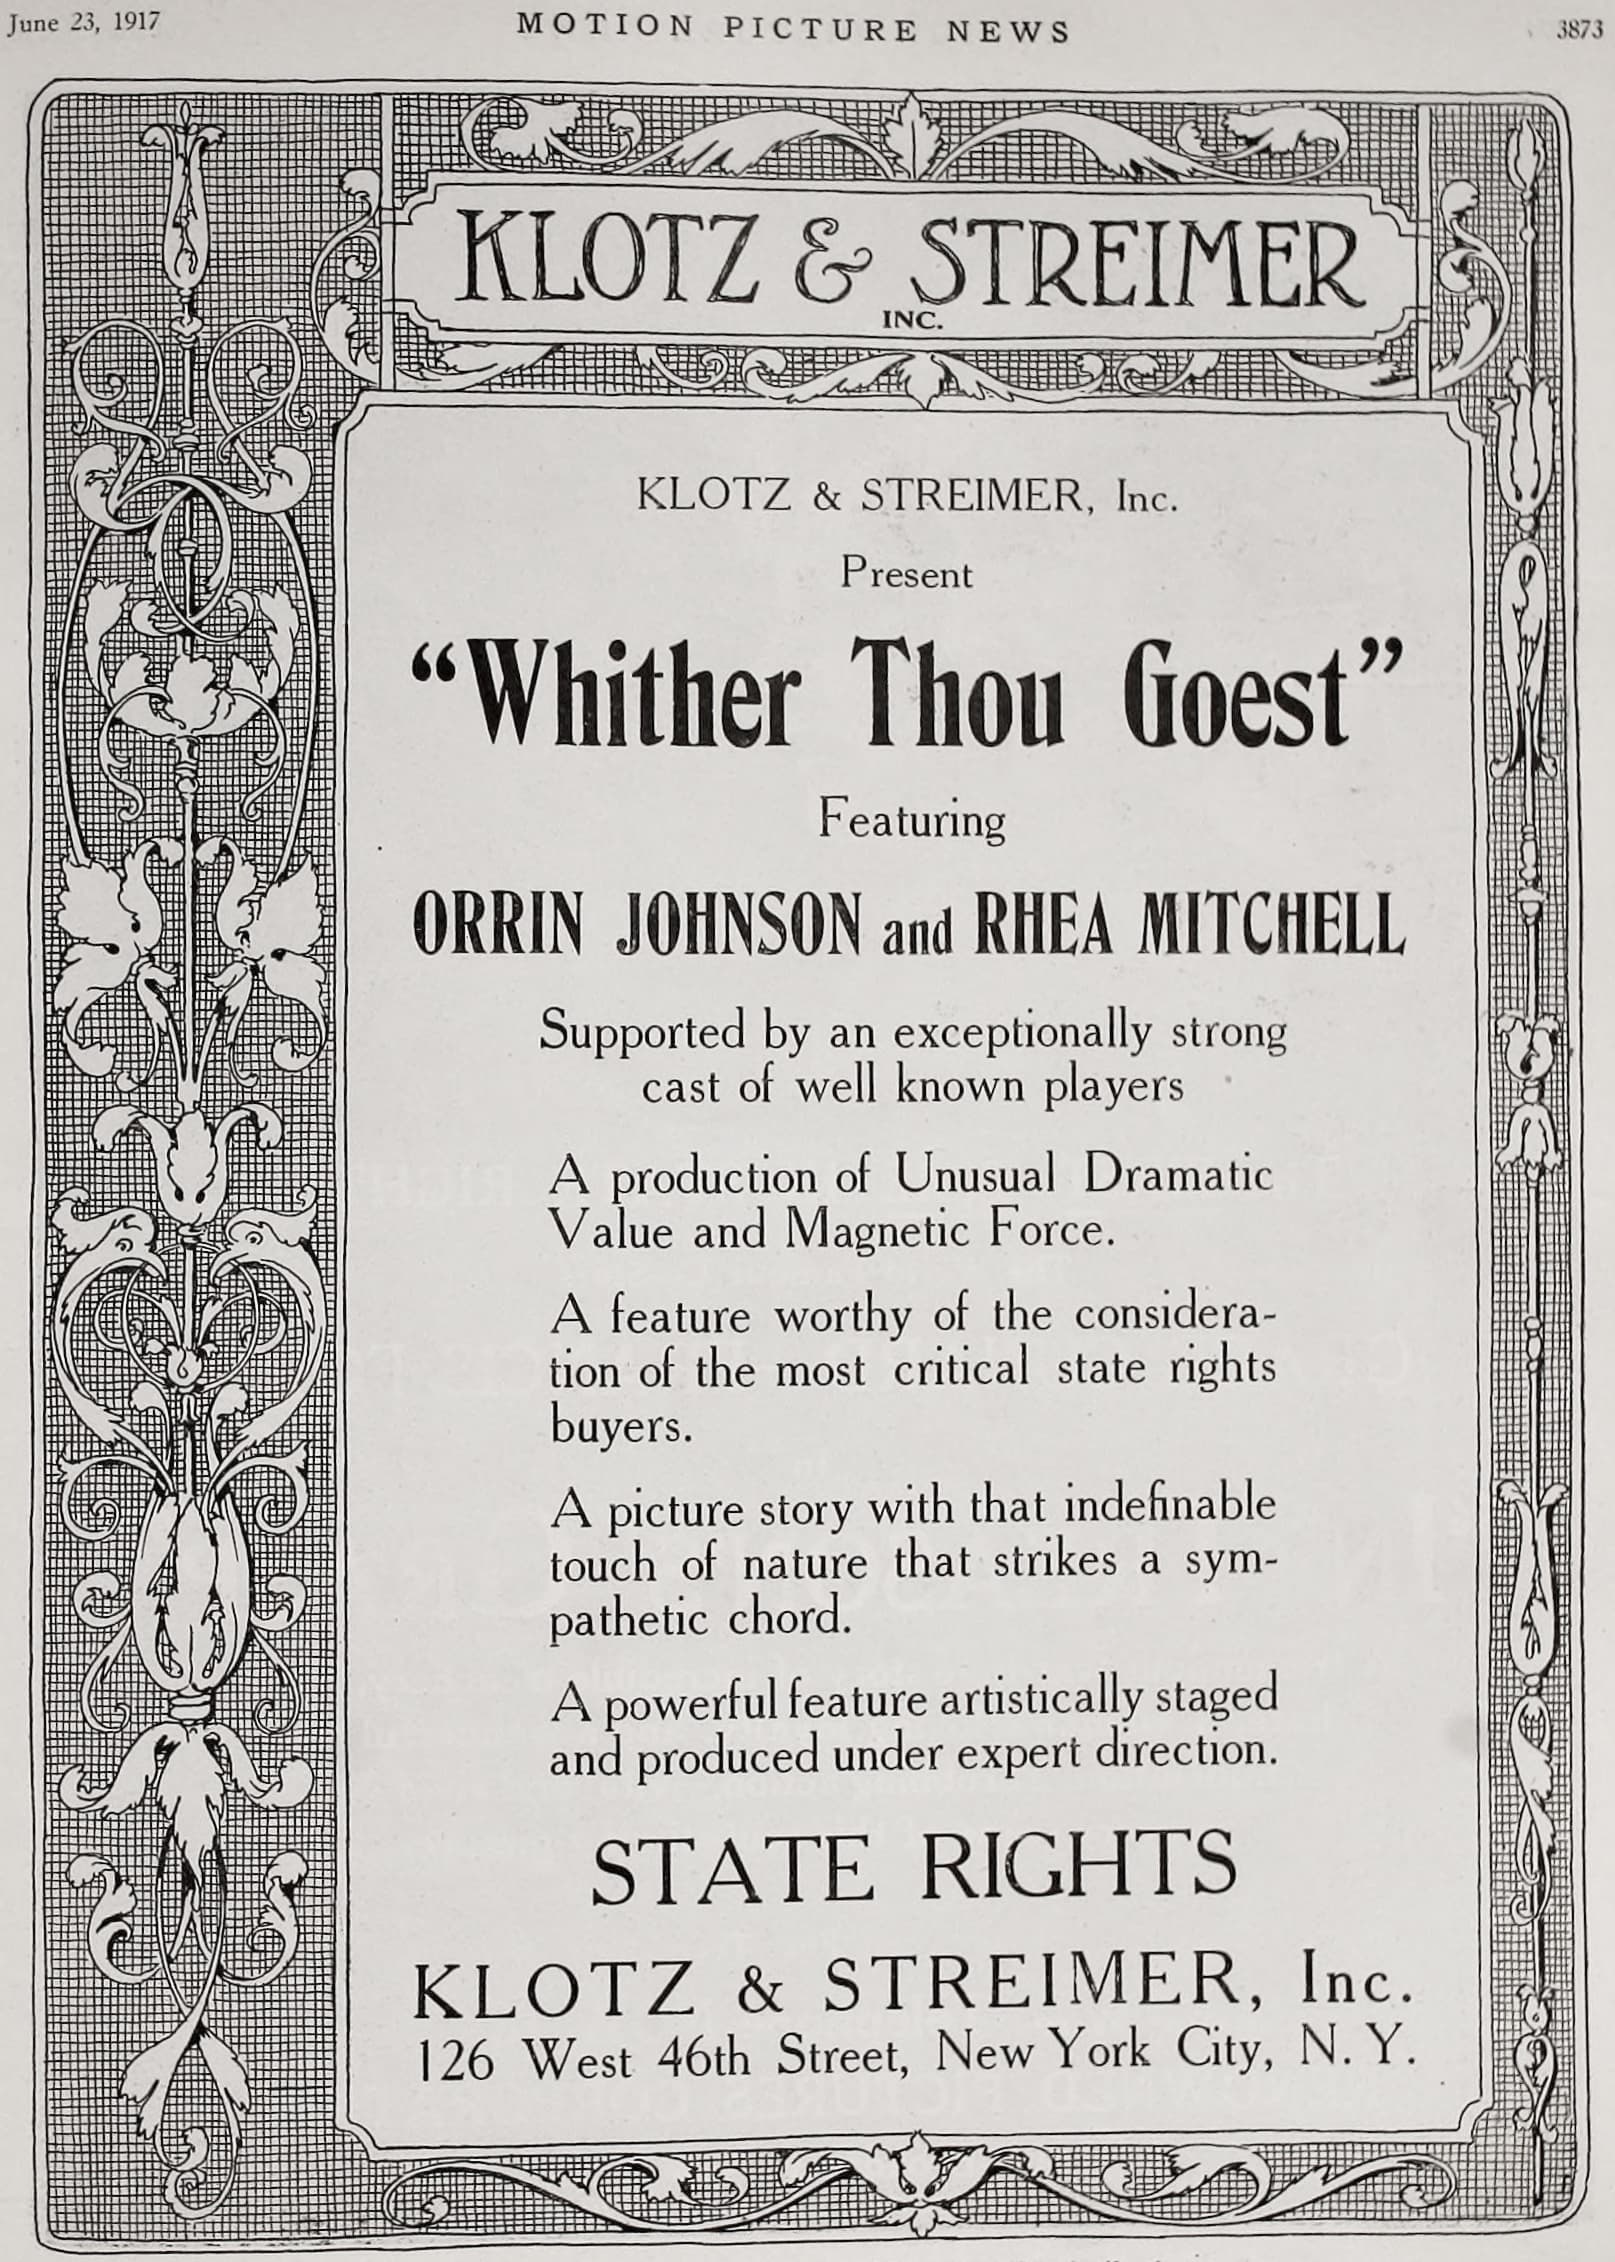 June 23, 1917
MOTION PICTURE NEWS
3873
KLOTZ & STREIMER
INC.
KLOTZ & STREIMER, Inc.
Present
“Whither Thou Goest”
Featuring
ORRIN JOHNSON and RHEA MITCHELL
Supported by an exceptionally strong
cast of well known players
A production of Unusual Dramatic
Value and Magnetic Force.
A feature worthy of the considera-
tion of the most critical state rights
buyers.
A picture story with that indefinable
touch of nature that strikes a sym-
pathetic chord.
A powerful feature artistically staged
and produced under expert direction.
STATE RIGHTS
KLOTZ & STREIMER, Inc.
126 West 46th Street, New York City, N. Y.